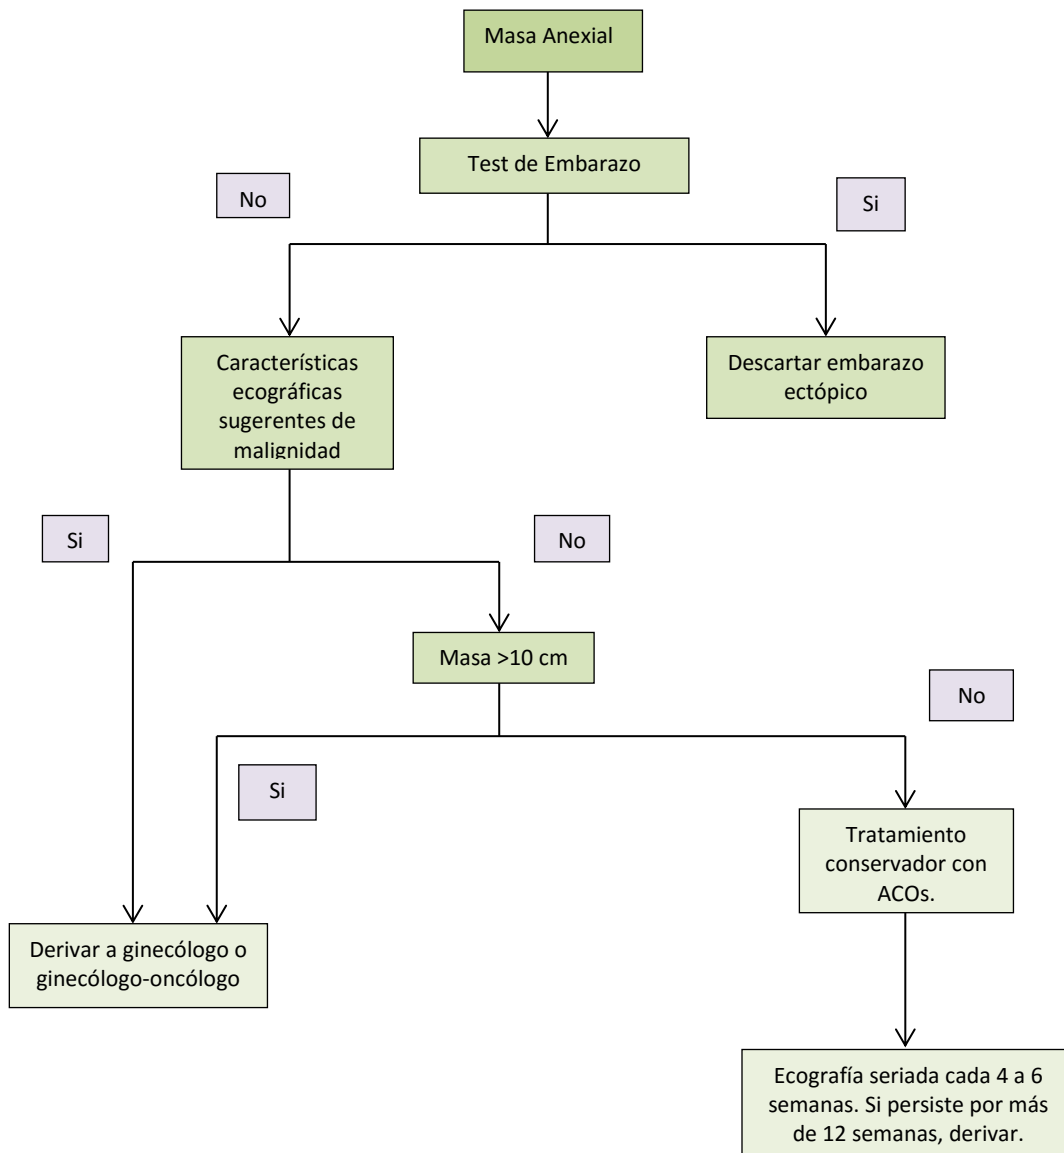 Masa Anexial
Test de Embarazo
No
Si
Características
ecográficas
sugerentes de
malignidad
Descartar embarazo
ectópico
Si
No
Masa >10 cm
No
Si
Tratamiento
conservador con
ACOs.
Derivar a ginecólogo o
ginecólogo-oncólogo
Ecografía seriada cada 4 a 6
semanas. Si persiste por más
de 12 semanas, derivar.